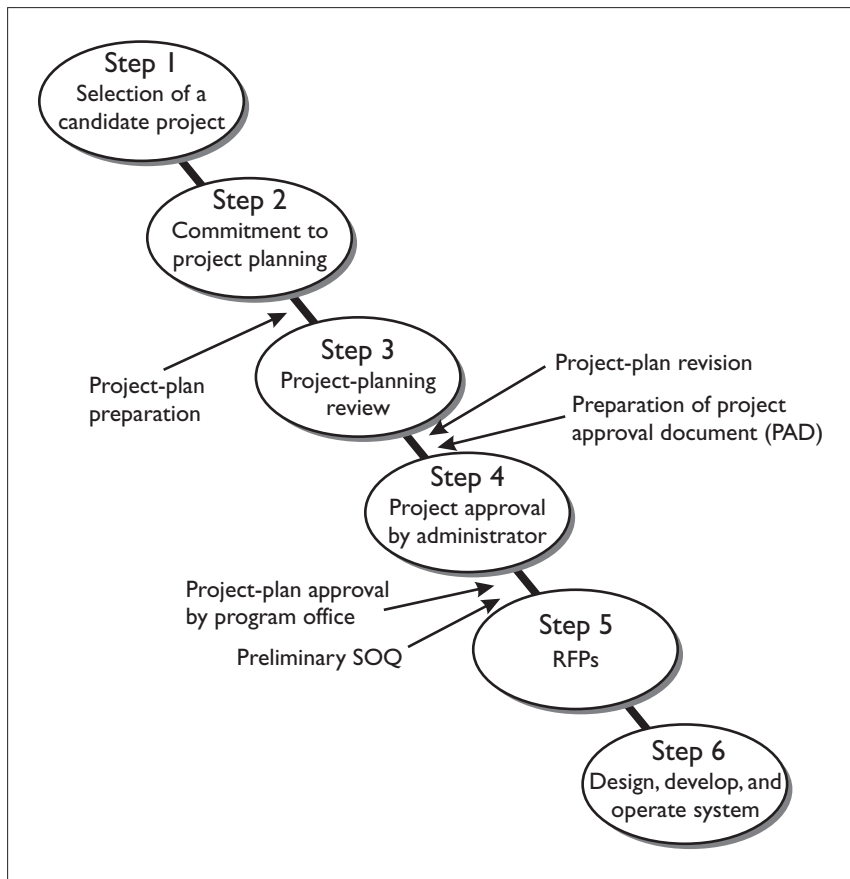 Step 1
Selection of a
candidate project
Step 2
Commitment to
project planning
Project-plan
preparation
Step 3
Project-planning
review
Project-plan revision
Preparation of project
approval document (PAD)
Step 4
Project approval
by administrator
Project-plan approval
by program office
Preliminary SOQ
Step 5
RFPs
Step 6
Design, develop, and
operate system